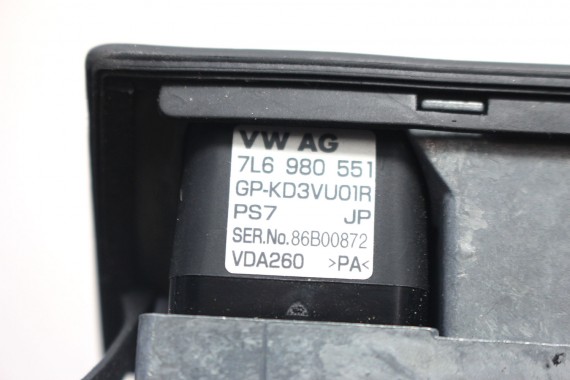 VW AG
7L6 980 551
GP-KD3VU01R
PS7 JP
SER.No.86B00872
VDA260 >PA<